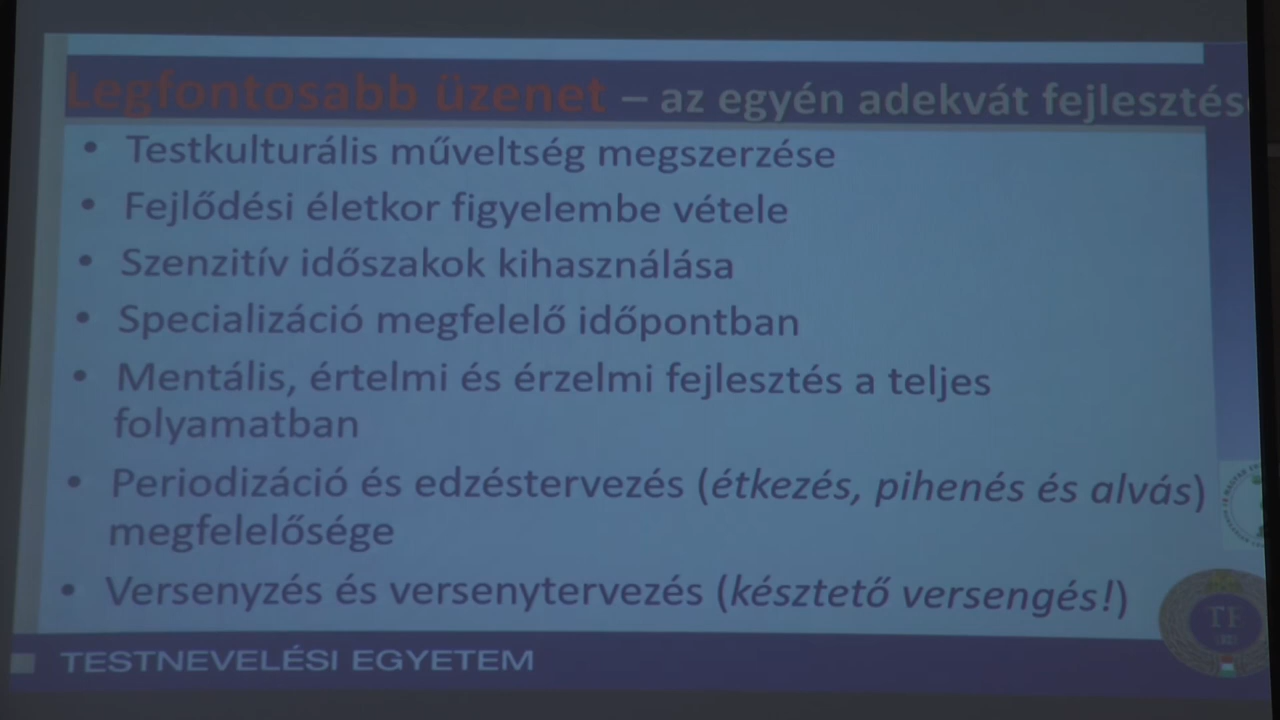 Legfontosabb üzenet – az egyén adekvát
• Testkulturális műveltség megszerzése
• Fejlődési életkor figyelembe vétele
• Szenzitív időszakok kihasználása
• Specializáció megfelelő időpontban
• Mentális, értelmi és érzelmi fejlesztés a teljes
folyamatban
• Periodizáció és edzéstervezés (étkezés, pihenés és alvás)
megfelelősége
• Versenyzés és versenytervezés (késztető versengés!)
TE
TESTNEVELÉSI EGYETEM